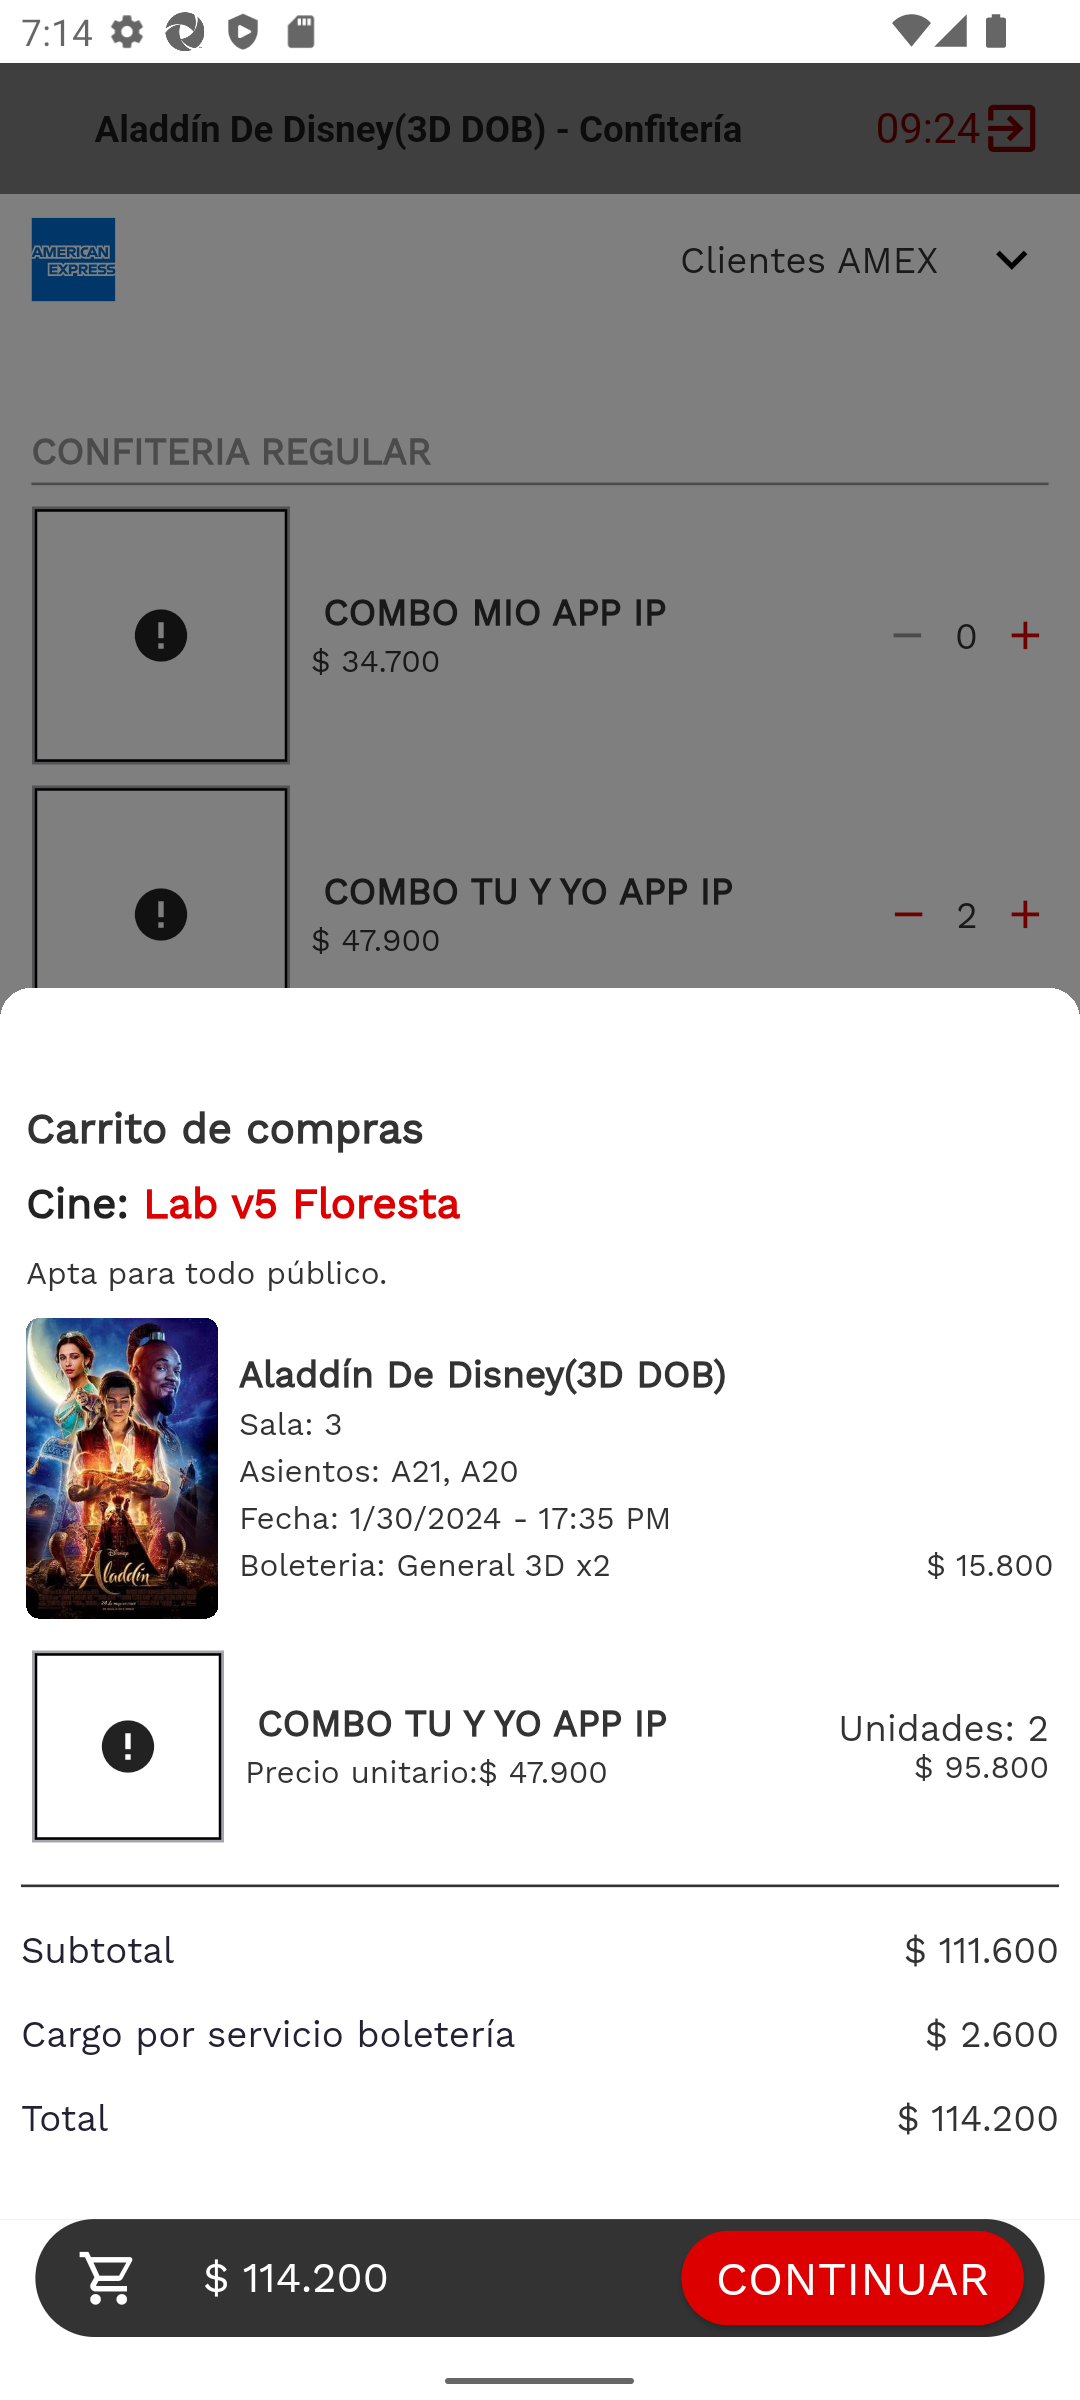 7:14
Aladdín De Disney(3D DOB) - Confitería
09:24
AMERICAN
EXPRESS
Clientes AMEX
CONFITERIA REGULAR
COMBO MIO APP IP
$ 34.700
0
COMBO TU Y YO APP IP
$ 47.900
2
Carrito de compras
Cine: Lab v5 Floresta
Apta para todo público.
Disney
Aladdín
Aladdín De Disney(3D DOB)
Sala: 3
Asientos: A21, A20
Fecha: 1/30/2024 - 17:35 PM
Boleteria: General 3D x2
$ 15.800
COMBO TU Y YO APP IP
Precio unitario:$ 47.900
Unidades: 2
$ 95.800
Subtotal
$ 111.600
Cargo por servicio boletería
$ 2.600
Total
$ 114.200
$ 114.200
CONTINUAR